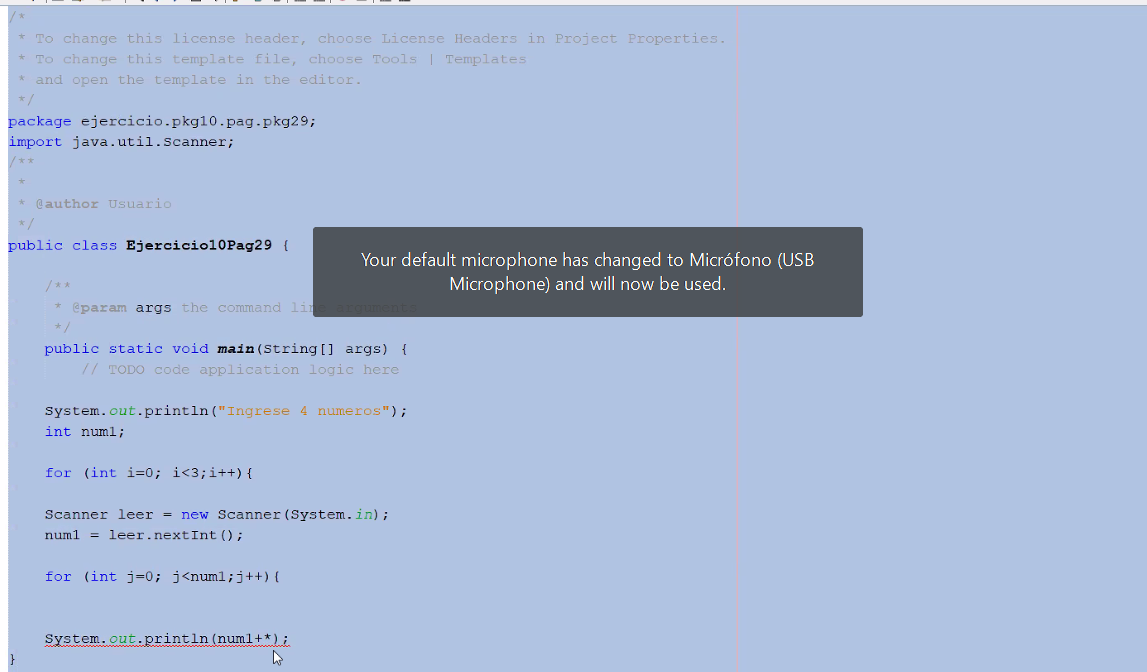 /*
 * To change this license header, choose License Headers in Project Properties.
 * To change this template file, choose Tools | Templates
 * and open the template in the editor.
 */
package ejercicio.pkg10.pag.pkg29;
import java.util.Scanner;
/**
 *
 * @author Usuario
 */
public class Ejercicio10Pag29 {
Your default microphone has changed to Micrófono (USB
Microphone) and will now be used.
    /**
     * @param args the command line arguments
     */
    public static void main(String[] args) {
        // TODO code application logic here
    System.out.println("Ingrese 4 numeros");
    int num1;
    for (int i=0; i<3;i++){
    Scanner leer = new Scanner(System.in);
    num1 = leer.nextInt();
    for (int j=0; j<num1;j++){
    System.out.println(num1+*);
}